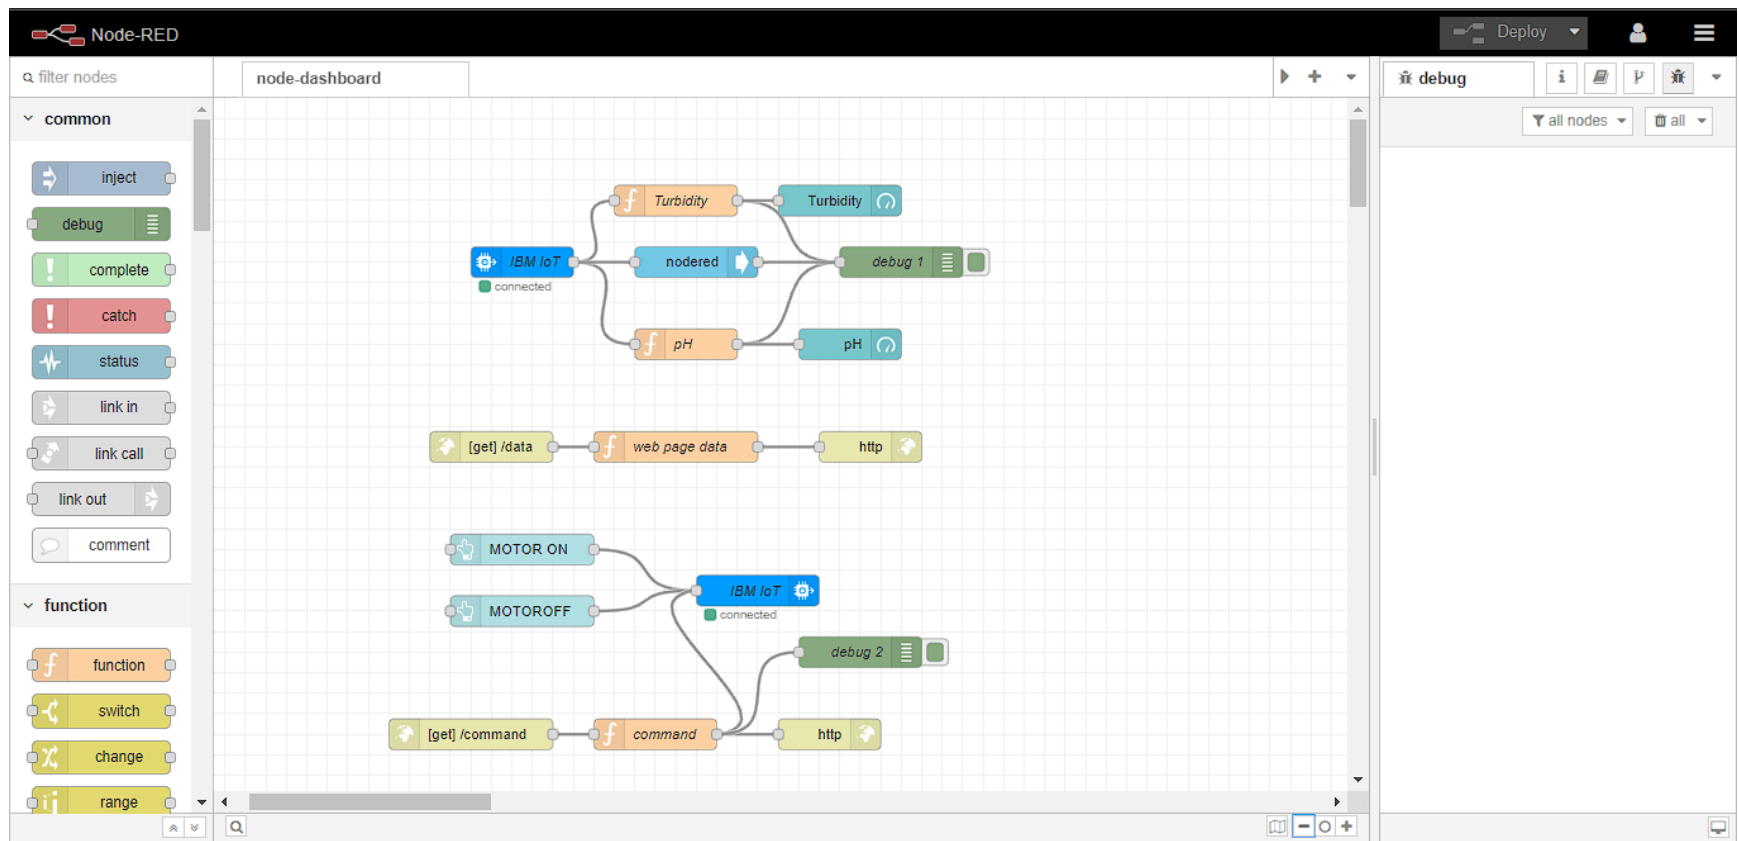 Node-RED
Deploy
filter nodes
node-dashboard
debug
all nodes
all
common
inject
debug
complete
catch
status
link in
link call
link out
comment
function
function
switch
change
range
Turbidity
Turbidity
IBM IoT
connected
nodered
debug 1
pH
pH
[get] /data
web page data
http
MOTOR ON
MOTOROFF
IBM IoT
connected
debug 2
[get] /command
command
http